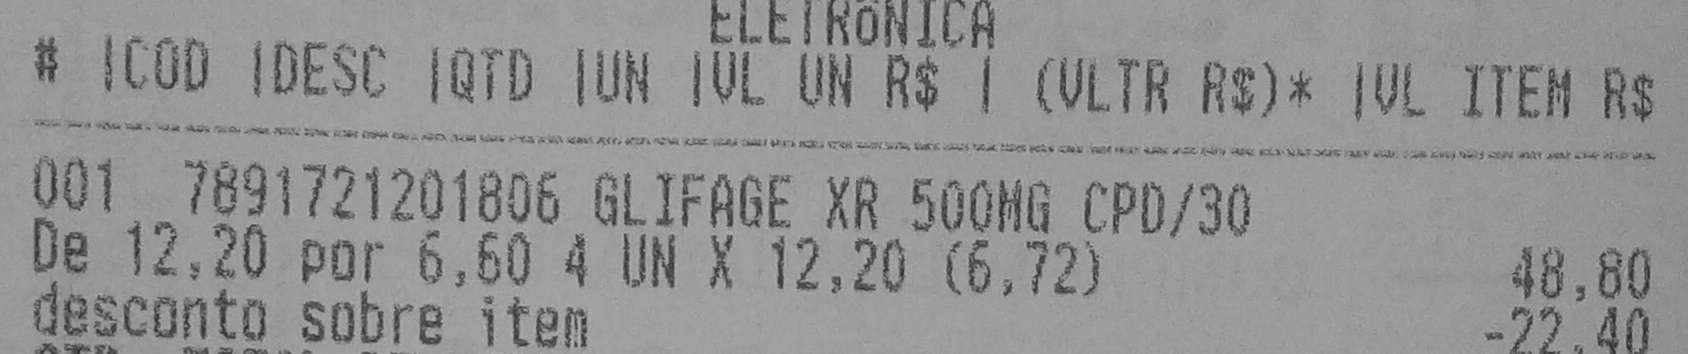 ELETRÔNICA
# |COD |DESC |QTD |UN |VL UN R$ | (VLTR R$)* |VL ITEM R$
001 7891721201806 GLIFAGE XR 500MG CPD/30
De 12,20 por 6,60 4 UN X 12,20 (6,72) 48,80
desconto sobre item -22,40